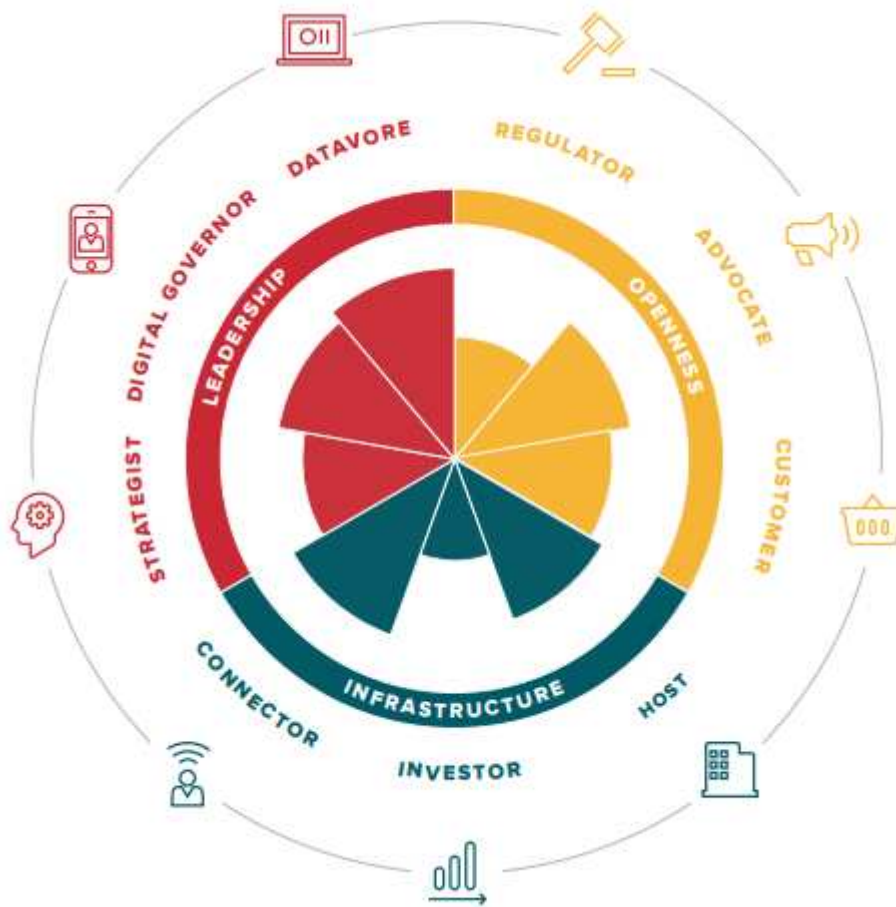 DATAVORE
REGULATOR
DIGITAL GOVERNOR
ADVOCATE
LEADERSHIP
OPENNESS
STRATEGIST
CUSTOMER
CONNECTOR
INFRASTRUCTURE
HOST
INVESTOR